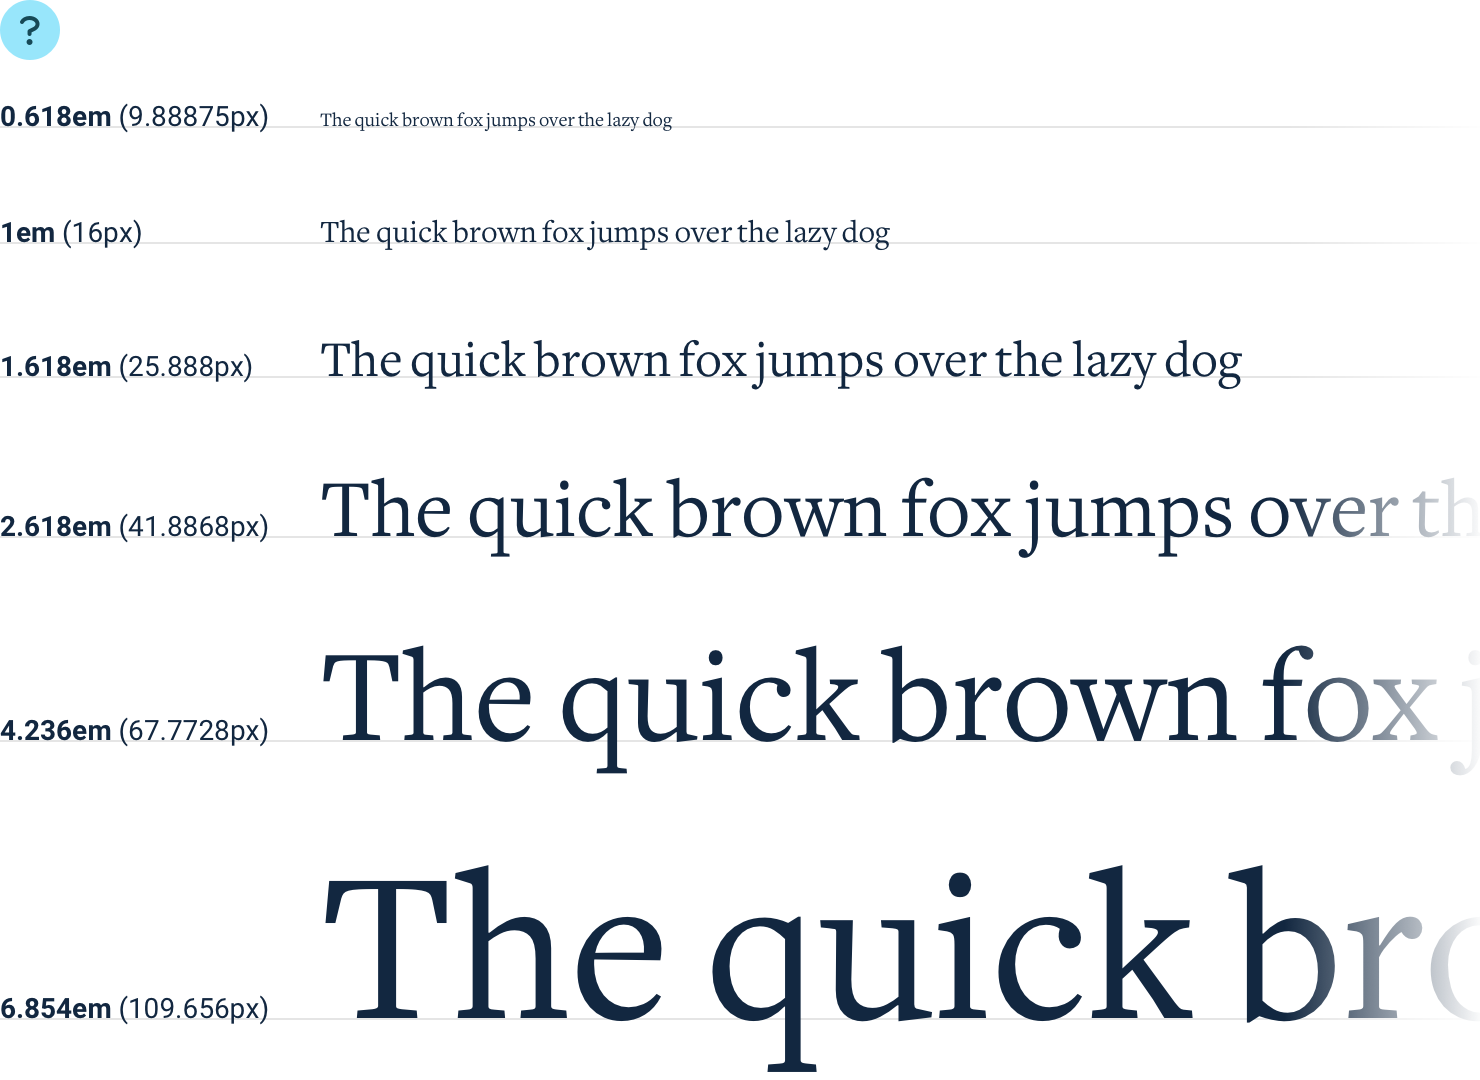 ?
0.618em (9.88875px) The quick brown fox jumps over the lazy dog
1em (16px) The quick brown fox jumps over the lazy dog
1.618em (25.888px) The quick brown fox jumps over the lazy dog
2.618em (41.8868px) The quick brown fox jumps over th
4.236em (67.7728px) The quick brown fox j
6.854em (109.656px) The quick bro